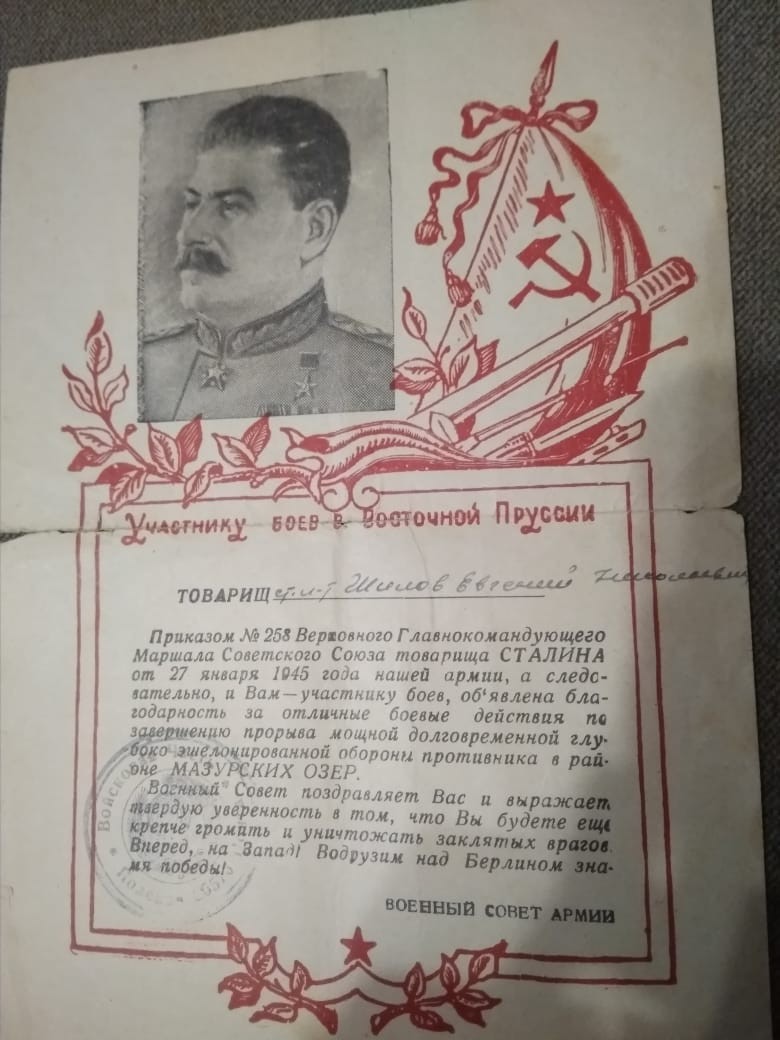 Участнику боев в Восточной Пруссии
ТОВАРИЩ ст. л-т Шилов Евгений Николаевич
Приказом № 258 Верховного Главнокомандующего
Маршала Советского Союза товарища СТАЛИНА
от 27 января 1945 года нашей армии, а следо-
вательно, и Вам—участнику боев, об'явлена бла-
годарность за отличные боевые действия по
завершению прорыва мощной долговременной глу-
боко эшелонированной обороны противника в рай-
оне МАЗУРСКИХ ОЗЕР.
Военный Совет поздравляет Вас и выражает
твердую уверенность в том, что Вы будете еще
крепче громить и уничтожать заклятых врагов.
Вперед, на Запад! Водрузим над Берлином зна-
мя победы!
ВОЕННЫЙ СОВЕТ АРМИИ